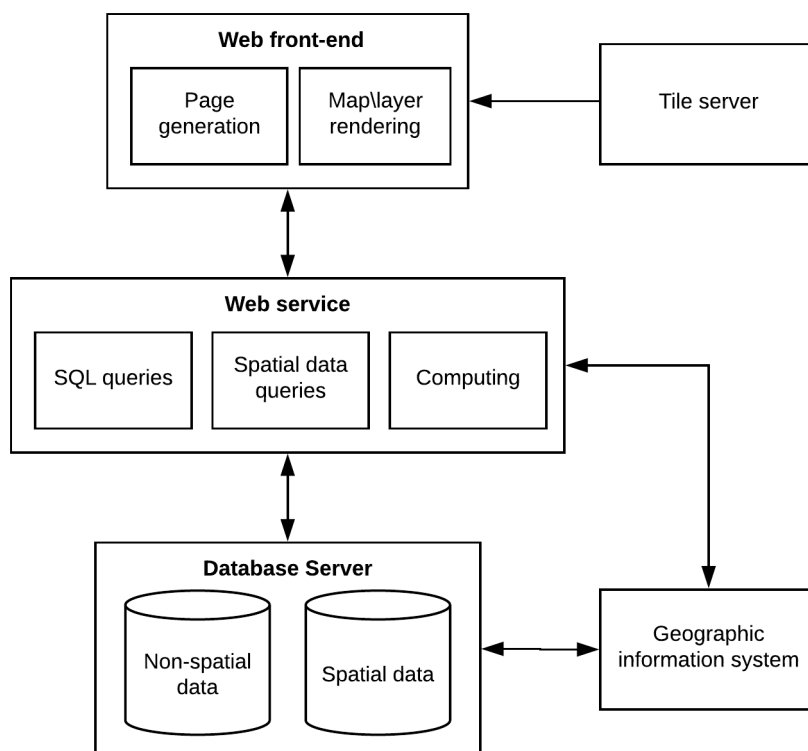 Web front-end
Page
generation
Map\layer
rendering
Tile server
Web service
SQL queries
Spatial data
queries
Computing
Database Server
Non-spatial
data
Spatial data
Geographic
information system